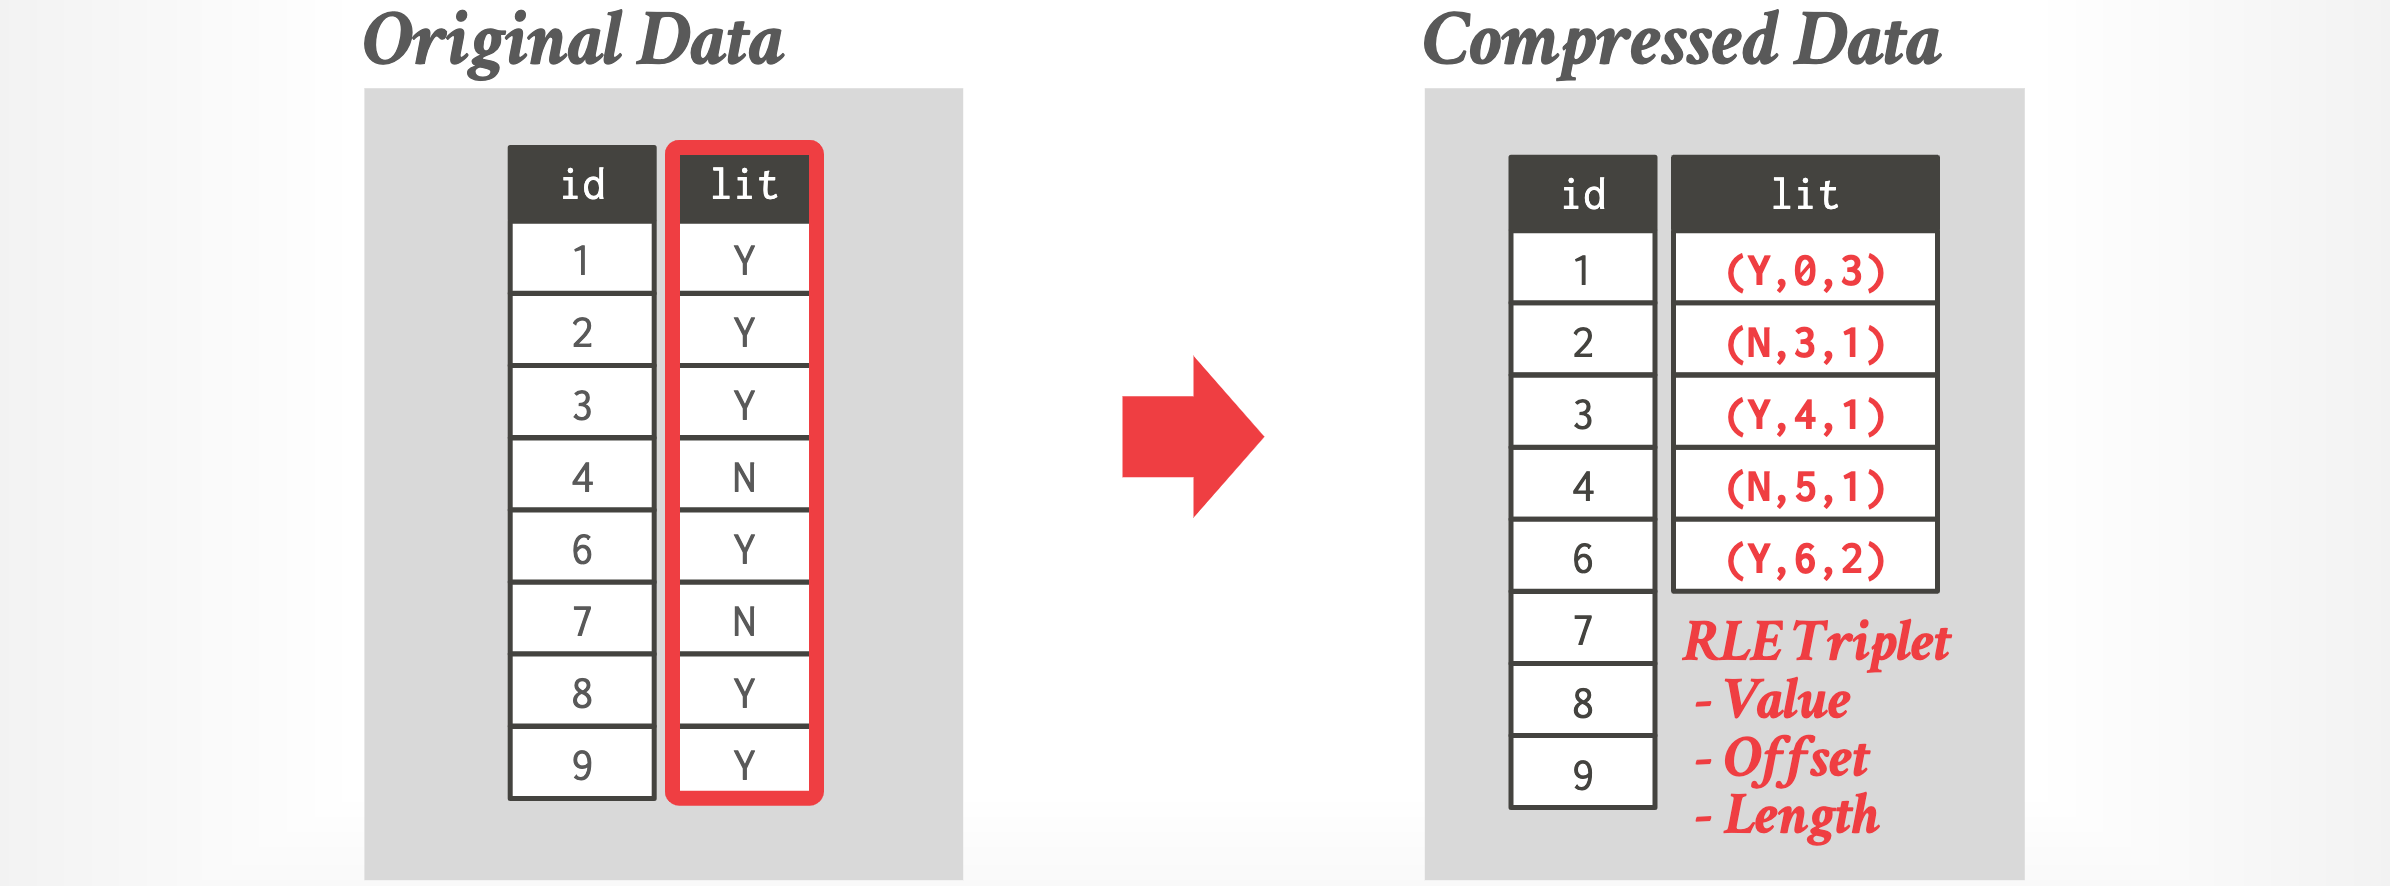 Original Data
id lit
1 Y
2 Y
3 Y
4 N
6 Y
7 N
8 Y
9 Y
Compressed Data
id lit
1 (Y,0,3)
2 (N,3,1)
3 (Y,4,1)
4 (N,5,1)
6 (Y,6,2)
7
8
9
RLE Triplet
- Value
- Offset
- Length